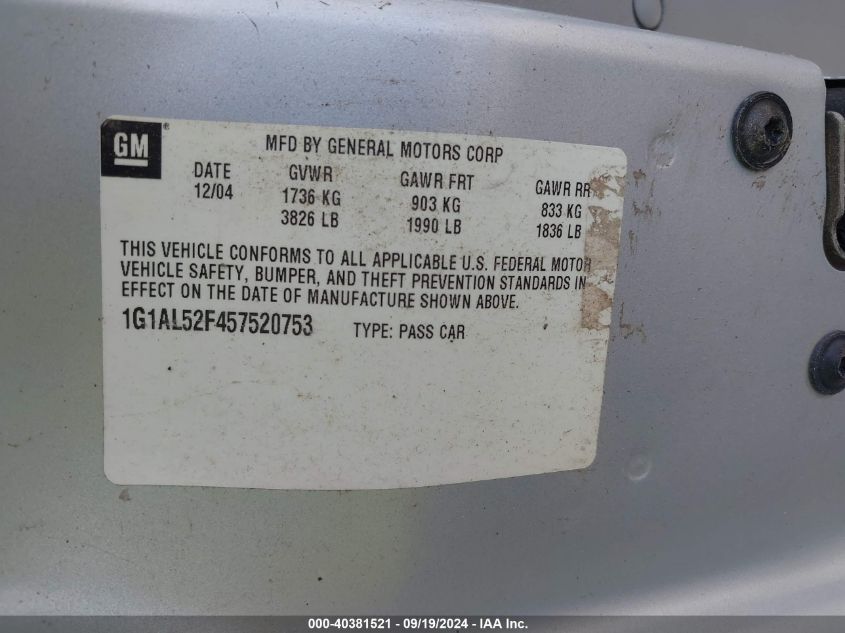 GM ®
MFD BY GENERAL MOTORS CORP
DATE GVWR GAWR FRT GAWR RR
12/04 1736 KG 903 KG 833 KG
3826 LB 1990 LB 1836 LB
THIS VEHICLE CONFORMS TO ALL APPLICABLE U.S. FEDERAL MOTOR
VEHICLE SAFETY, BUMPER, AND THEFT PREVENTION STANDARDS IN
EFFECT ON THE DATE OF MANUFACTURE SHOWN ABOVE.
1G1AL52F457520753 TYPE: PASS CAR
000-40381521 - 09/19/2024 - IAA Inc.